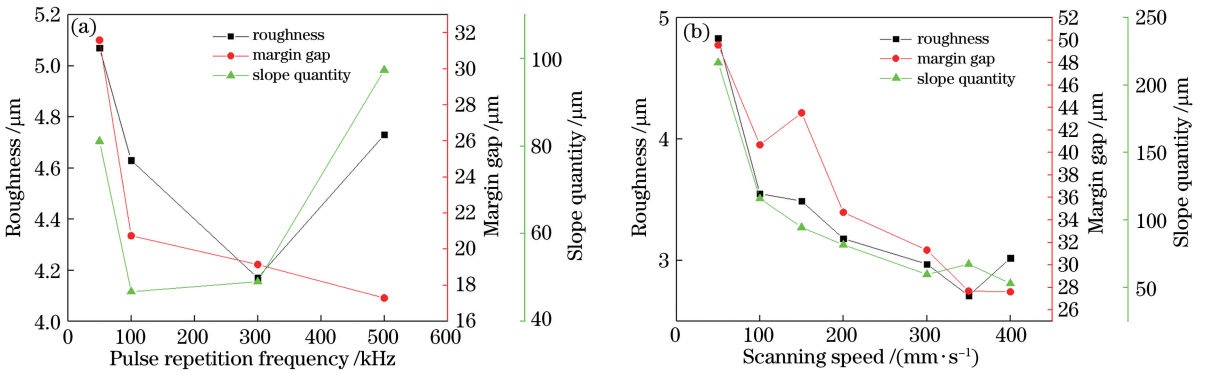 (a)
roughness
margin gap
slope quantity
5.2
5.0
4.8
4.6
4.4
4.2
4.0
Roughness /μm
0 100 200 300 400 500 600
Pulse repetition frequency /kHz
32
30
28
26
24
22
20
18
16
Margin gap /μm
100
80
60
40
Slope quantity /μm
(b)
roughness
margin gap
slope quantity
5
4
3
Roughness /μm
0 100 200 300 400
Scanning speed /(mm·s⁻¹)
52
50
48
46
44
42
40
38
36
34
32
30
28
26
Margin gap /μm
250
200
150
100
50
Slope quantity /μm